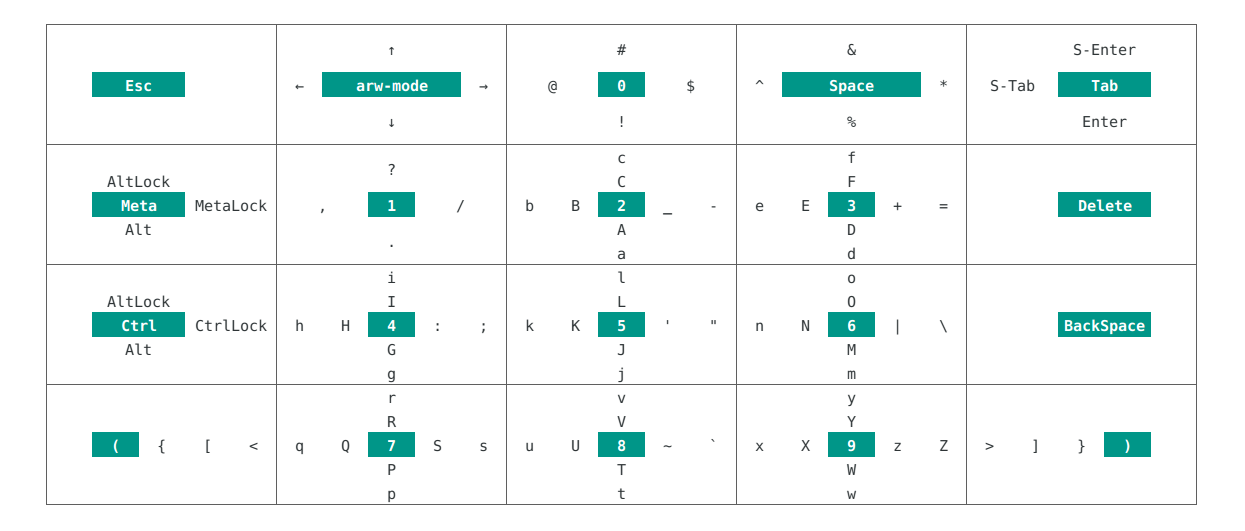 ↑ # & S-Enter
Esc ← arw-mode → @ 0 $ ^ Space * S-Tab Tab
↓ ! % Enter
c f
? 
AltLock C F
Meta MetaLock , 1 / b B 2 _ - e E 3 + = Delete
Alt A D
.
a d
i l o
AltLock I L O
Ctrl CtrlLock h H 4 : ; k K 5 ' " n N 6 | \ BackSpace
Alt G J M
g j m
r v y
R V Y
( { [ < q Q 7 S s u U 8 ~ ` x X 9 z Z > ] } )
P T W
p t w